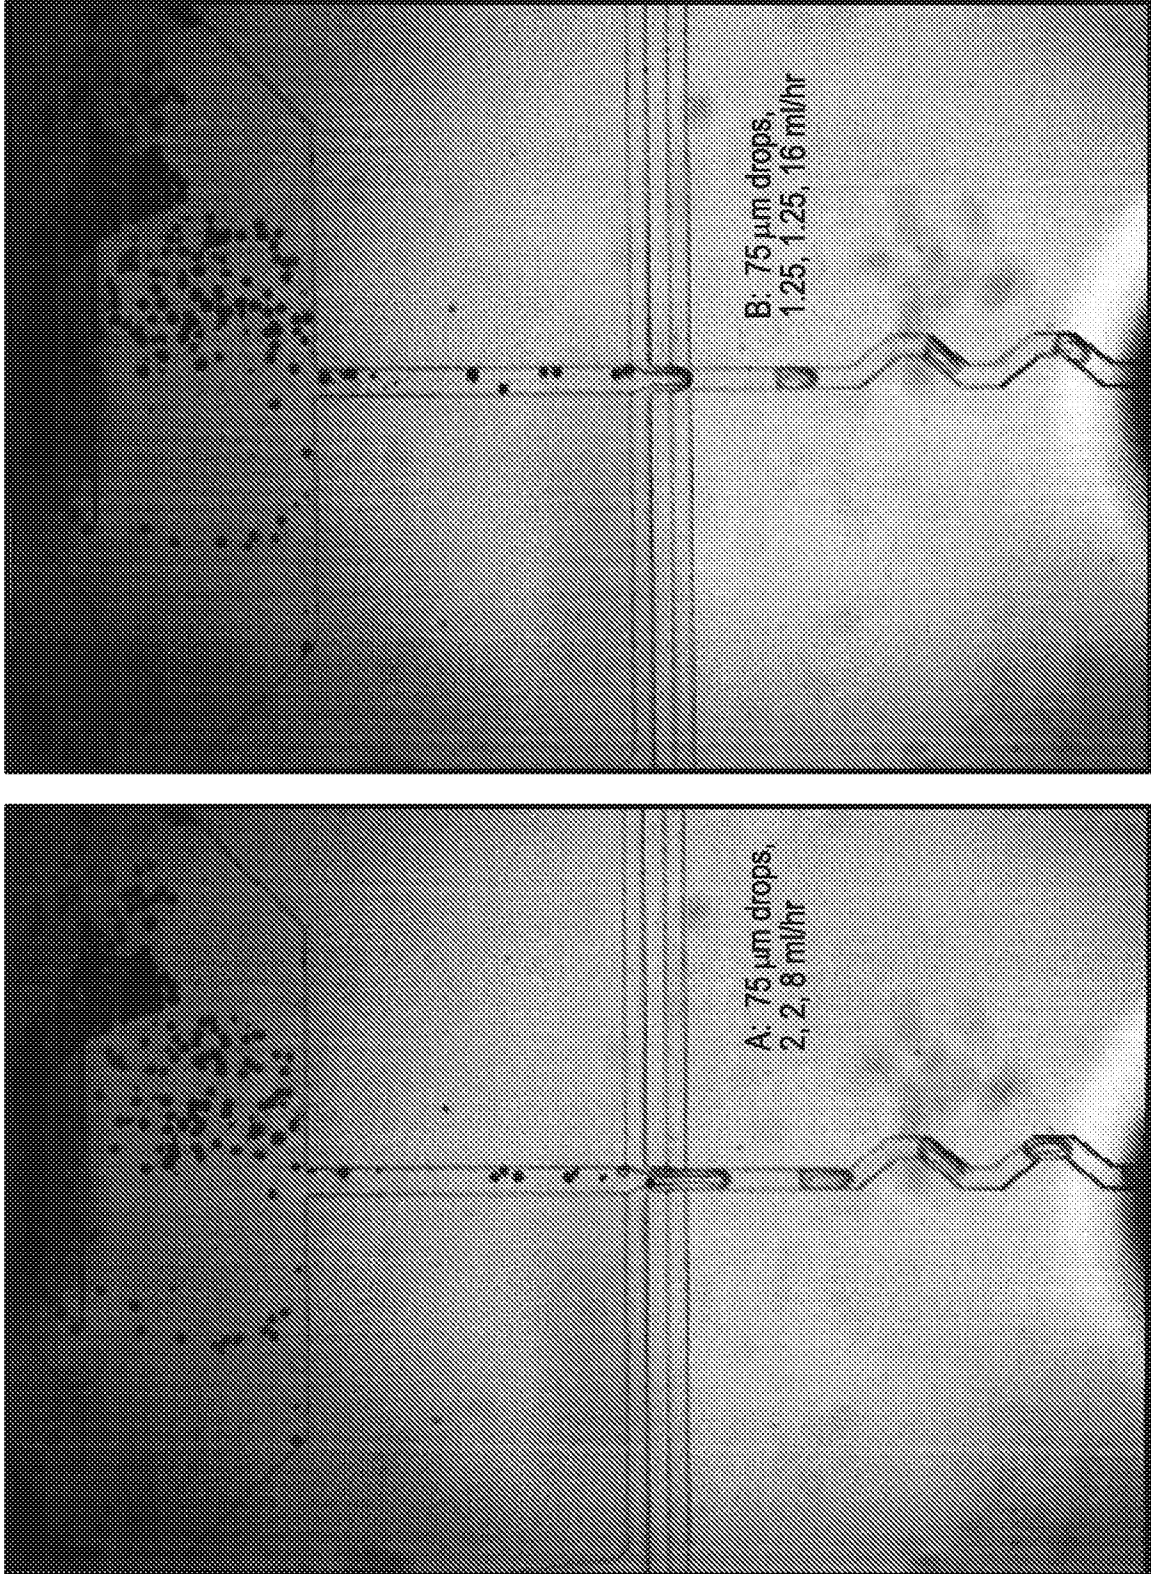 A: 75 µm drops,
2, 2, 8 ml/hr
B: 75 µm drops,
1.25, 1.25, 16 ml/hr